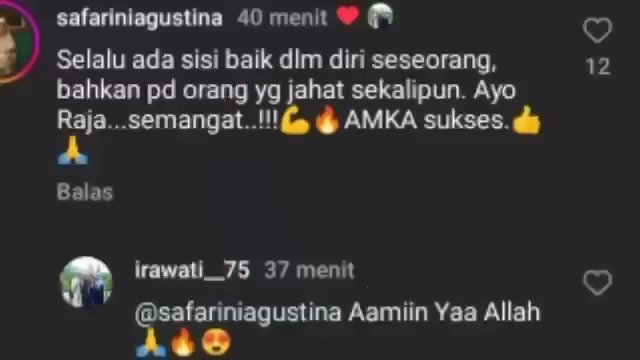 safariniagustina 40 menit ❤️
Selalu ada sisi baik dlm diri seseorang,
bahkan pd orang yg jahat sekalipun. Ayo
Raja...semangat..!!!💪🔥AMKA sukses.👍
🙏
12
Balas
irawati__75 37 menit
@safariniagustina Aamiin Yaa Allah
🙏🔥😍